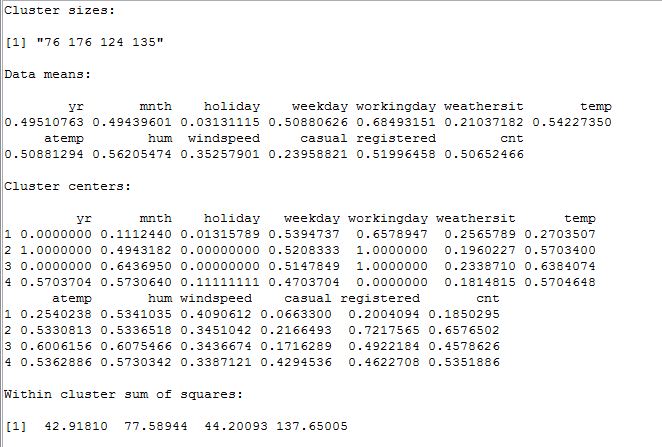 Cluster sizes:
[1] "76 176 124 135"
Data means:
yr mnth holiday weekday workingday weathersit temp
0.49510763 0.49439601 0.03131115 0.50880626 0.68493151 0.21037182 0.54227350
atemp hum windspeed casual registered cnt
0.50881294 0.56205474 0.35257901 0.23958821 0.51996458 0.50652466
Cluster centers:
yr mnth holiday weekday workingday weathersit temp
1 0.0000000 0.1112440 0.01315789 0.5394737 0.6578947 0.2565789 0.2703507
2 1.0000000 0.4943182 0.00000000 0.5208333 1.0000000 0.1960227 0.5703400
3 0.0000000 0.6436950 0.00000000 0.5147849 1.0000000 0.2338710 0.6384074
4 0.5703704 0.5730640 0.11111111 0.4703704 0.0000000 0.1814815 0.5704648
atemp hum windspeed casual registered cnt
1 0.2540238 0.5341035 0.4090612 0.0663300 0.2004094 0.1850295
2 0.5330813 0.5336518 0.3451042 0.2166493 0.7217565 0.6576502
3 0.6006156 0.6075466 0.3436674 0.1716289 0.4922184 0.4578626
4 0.5362886 0.5730342 0.3387121 0.4294536 0.4622708 0.5351886
Within cluster sum of squares:
[1] 42.91810 77.58944 44.20093 137.65005